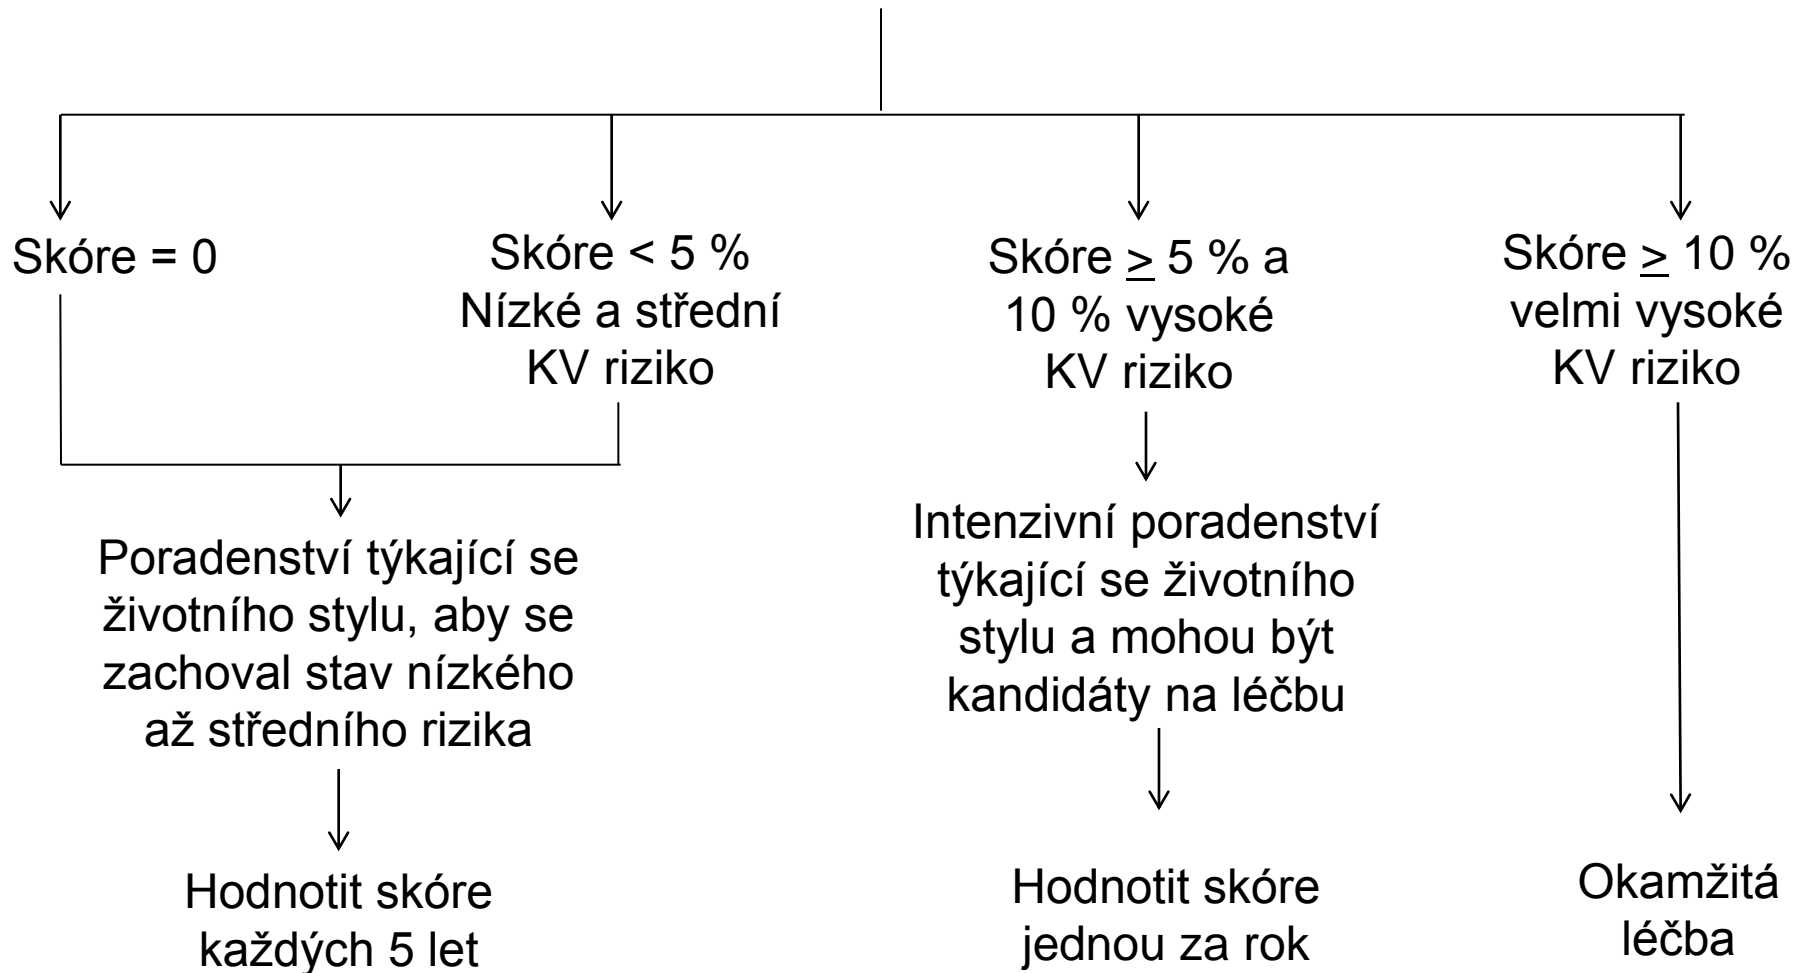 Skóre = 0
Skóre < 5 %
Nízké a střední
KV riziko
Skóre ≥ 5 % a
10 % vysoké
KV riziko
Skóre ≥ 10 %
velmi vysoké
KV riziko
Poradenství týkající se
životního stylu, aby se
zachoval stav nízkého
až středního rizika
Intenzivní poradenství
týkající se životního
stylu a mohou být
kandidáty na léčbu
Hodnotit skóre
každých 5 let
Hodnotit skóre
jednou za rok
Okamžitá
léčba